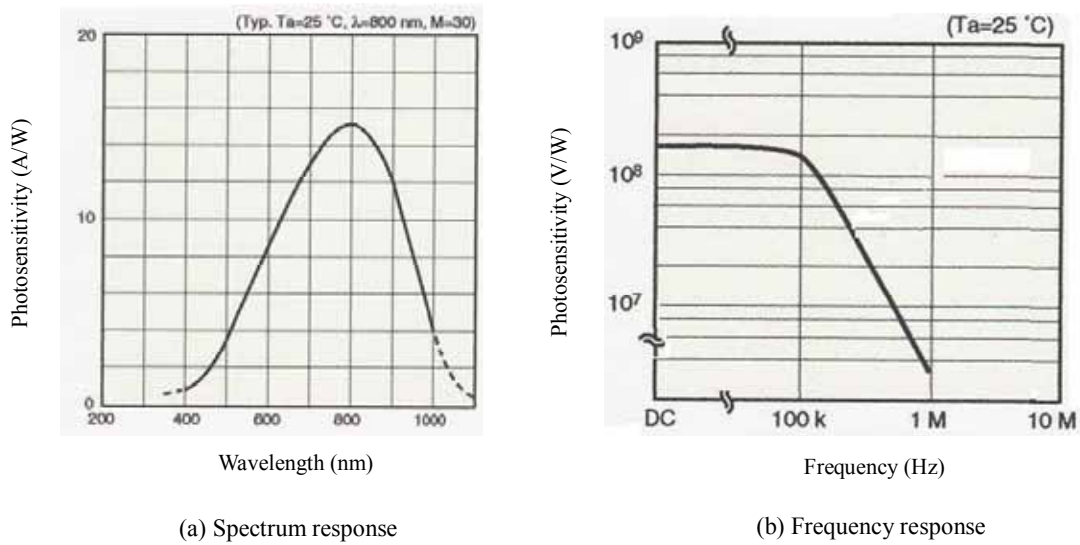 (Typ. Ta=25 ˚C, λ=800 nm, M=30)
20
10
0
200 400 600 800 1000
Photosensitivity (A/W)
Wavelength (nm)
(a) Spectrum response
(Ta=25 ˚C)
10⁹
10⁸
10⁷
DC 100 k 1 M 10 M
Photosensitivity (V/W)
Frequency (Hz)
(b) Frequency response